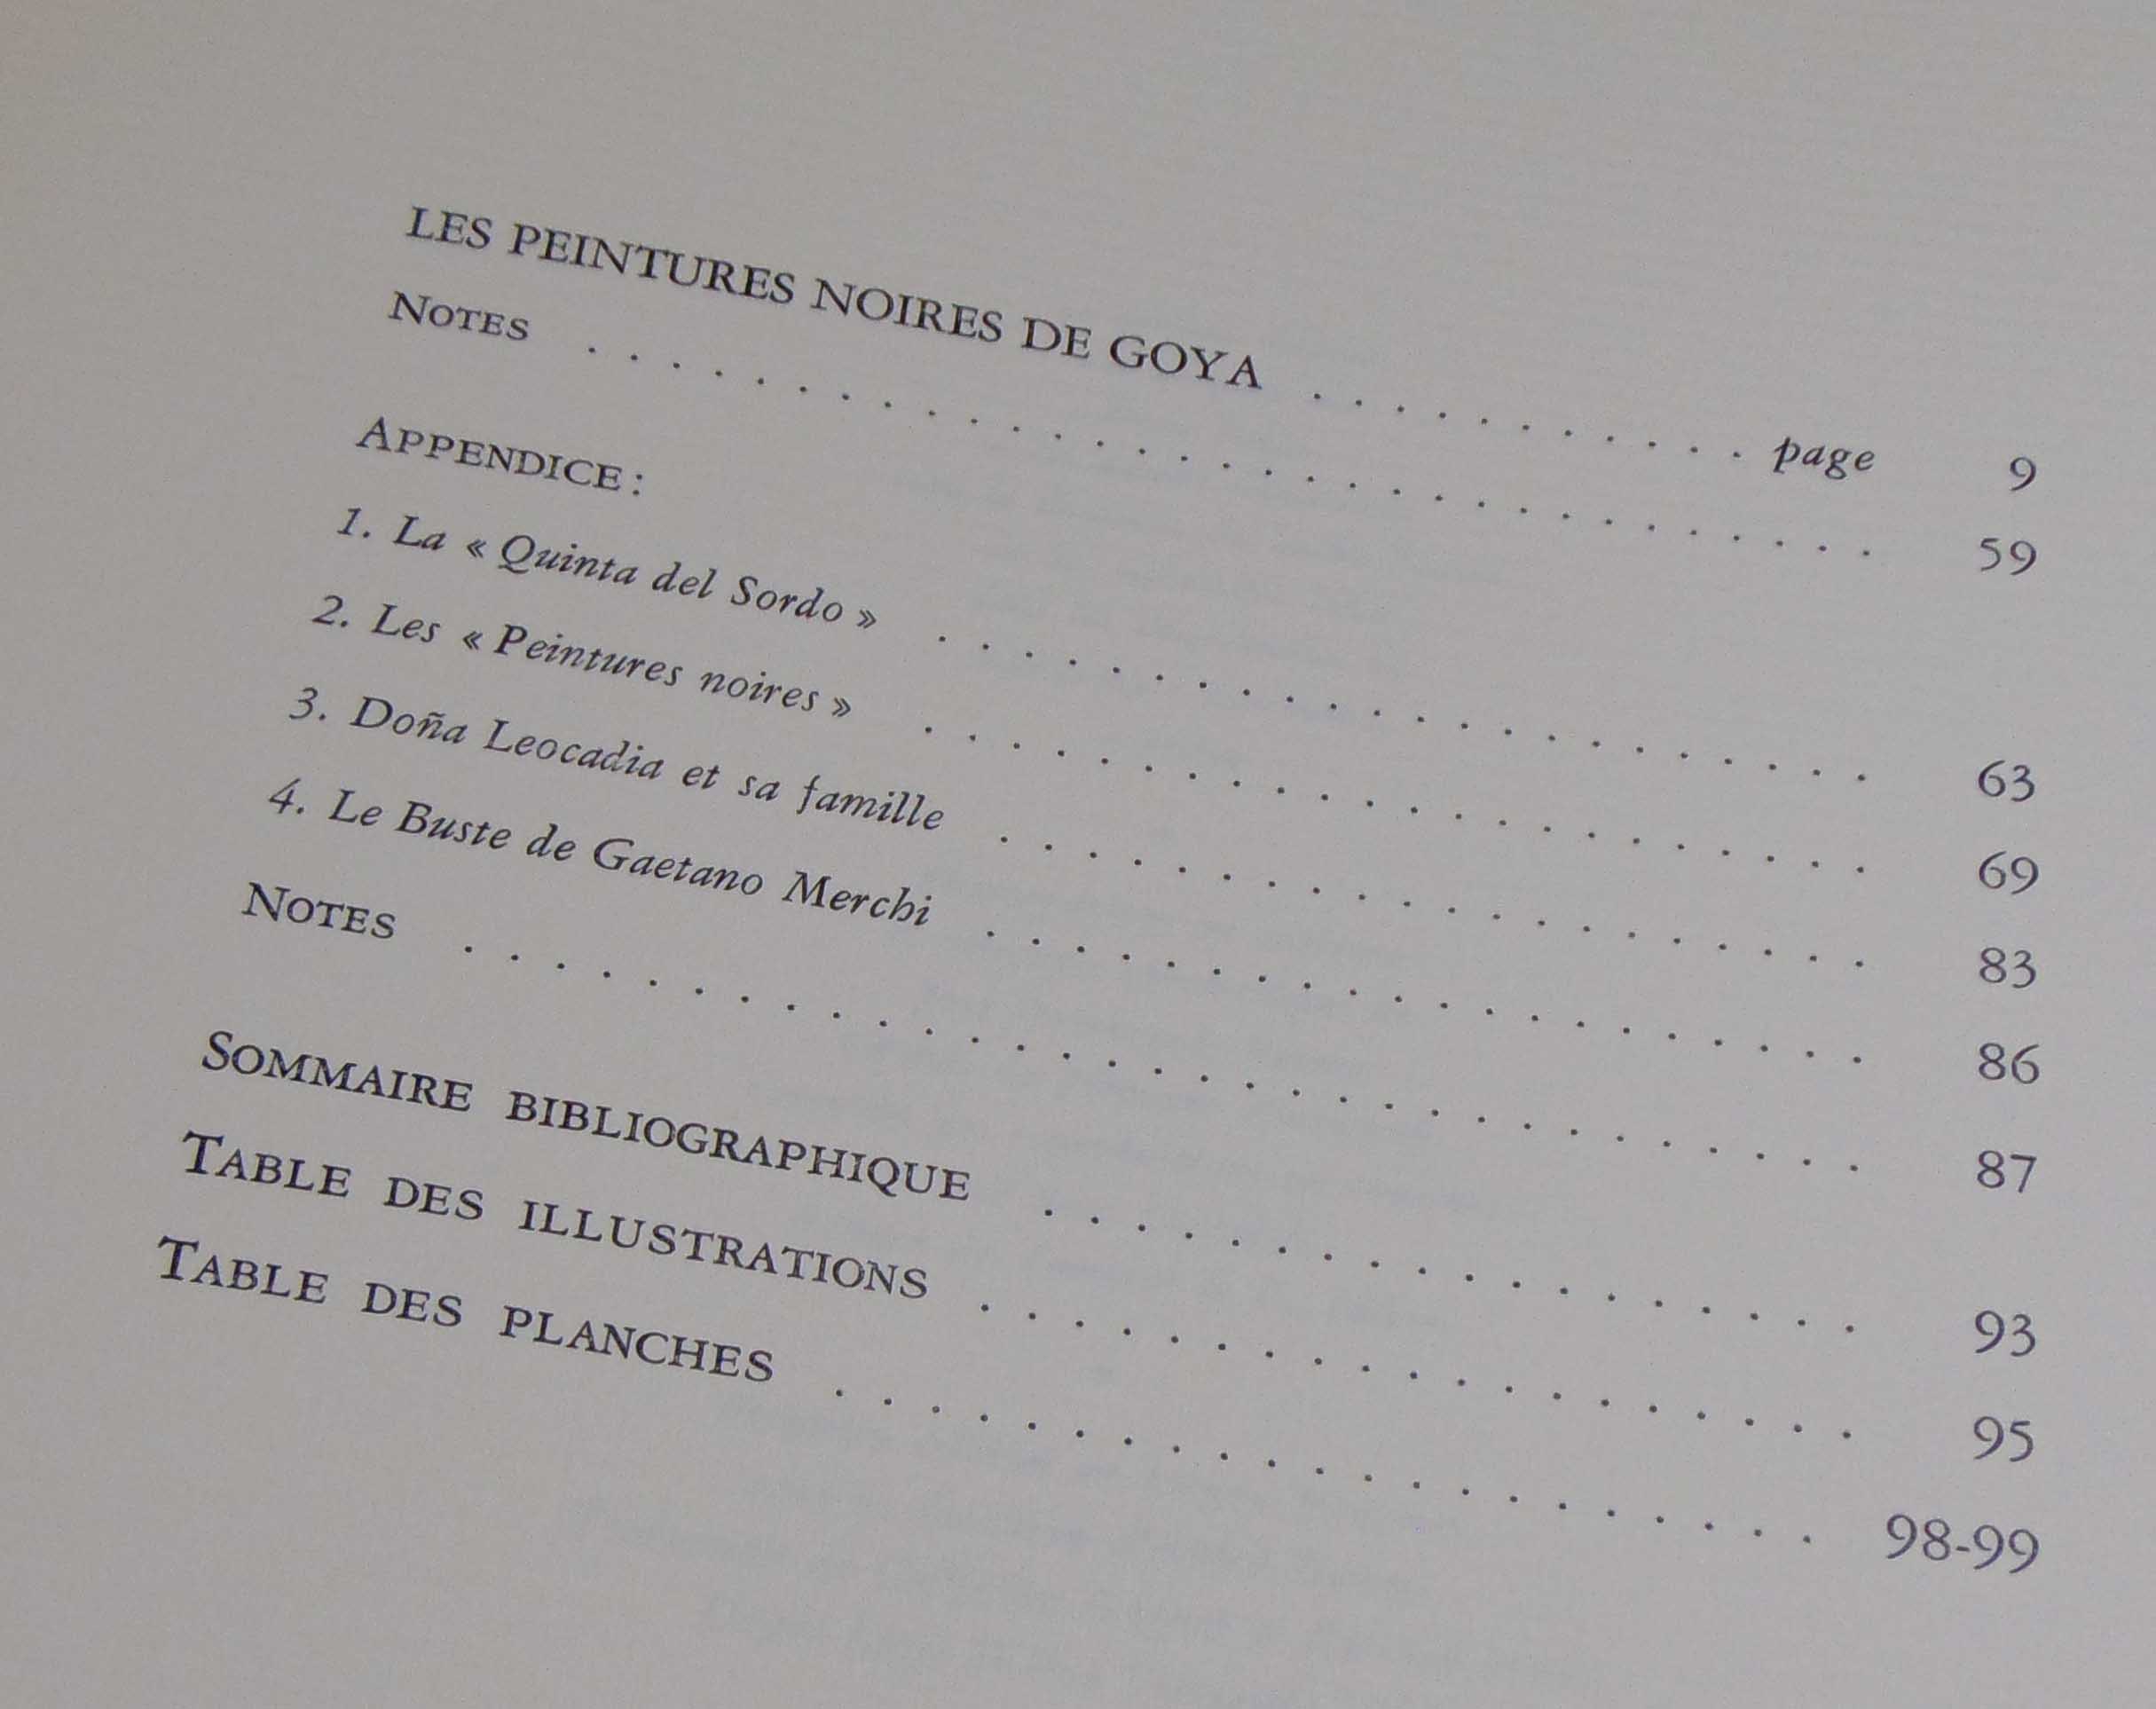 LES PEINTURES NOIRES DE GOYA . . . . . . . . . . . page 9
NOTES . . . . . . . . . . . . . . . . . . . . . . . . . . . . . . . 59
APPENDICE :
1. La « Quinta del Sordo » . . . . . . . . . . . . . . . . . . . . . . 63
2. Les « Peintures noires » . . . . . . . . . . . . . . . . . . . . . . 69
3. Doña Leocadia et sa famille . . . . . . . . . . . . . . . . . . . . 83
4. Le Buste de Gaetano Merchi . . . . . . . . . . . . . . . . . . . . 86
NOTES . . . . . . . . . . . . . . . . . . . . . . . . . . . . . . . 87
SOMMAIRE BIBLIOGRAPHIQUE . . . . . . . . . . . . . . . . . . 93
TABLE DES ILLUSTRATIONS . . . . . . . . . . . . . . . . . . . 95
TABLE DES PLANCHES . . . . . . . . . . . . . . . . . . . . . 98-99